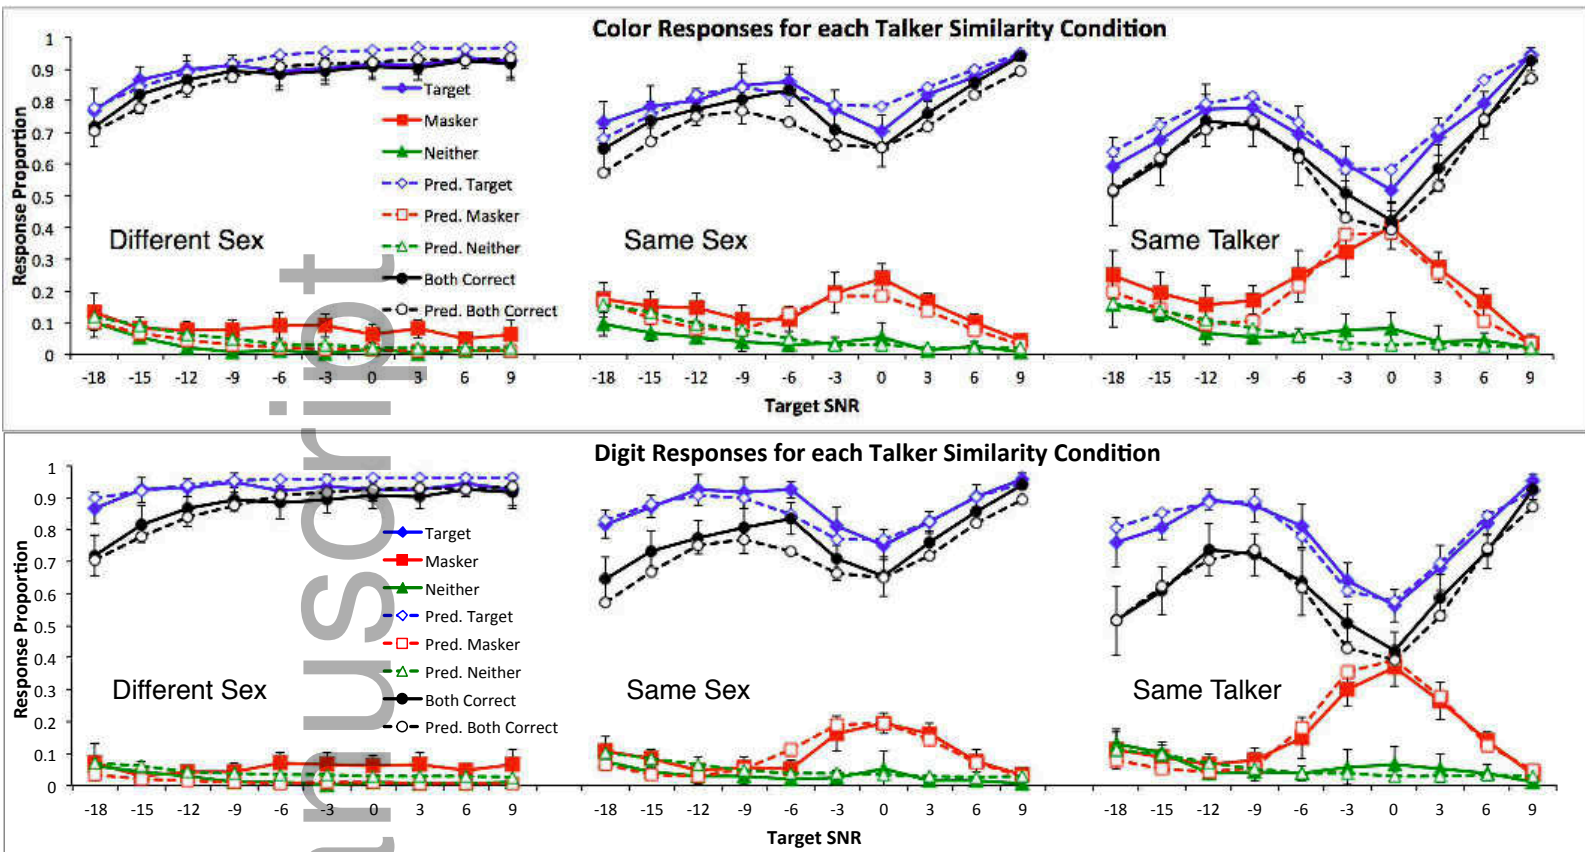 Color Responses for each Talker Similarity Condition
Response Proportion
1
0.9
0.8
0.7
0.6
0.5
0.4
0.3
0.2
0.1
0
Target
Masker
Neither
Pred. Target
Pred. Masker
Pred. Neither
Both Correct
Pred. Both Correct
Different Sex
Same Sex
Same Talker
-18 -15 -12 -9 -6 -3 0 3 6 9 -18 -15 -12 -9 -6 -3 0 3 6 9 -18 -15 -12 -9 -6 -3 0 3 6 9
Target SNR
Digit Responses for each Talker Similarity Condition
Response Proportion
1
0.9
0.8
0.7
0.6
0.5
0.4
0.3
0.2
0.1
0
Target
Masker
Neither
Pred. Target
Pred. Masker
Pred. Neither
Both Correct
Pred. Both Correct
Different Sex
Same Sex
Same Talker
-18 -15 -12 -9 -6 -3 0 3 6 9 -18 -15 -12 -9 -6 -3 0 3 6 9 -18 -15 -12 -9 -6 -3 0 3 6 9
Target SNR
nuscript